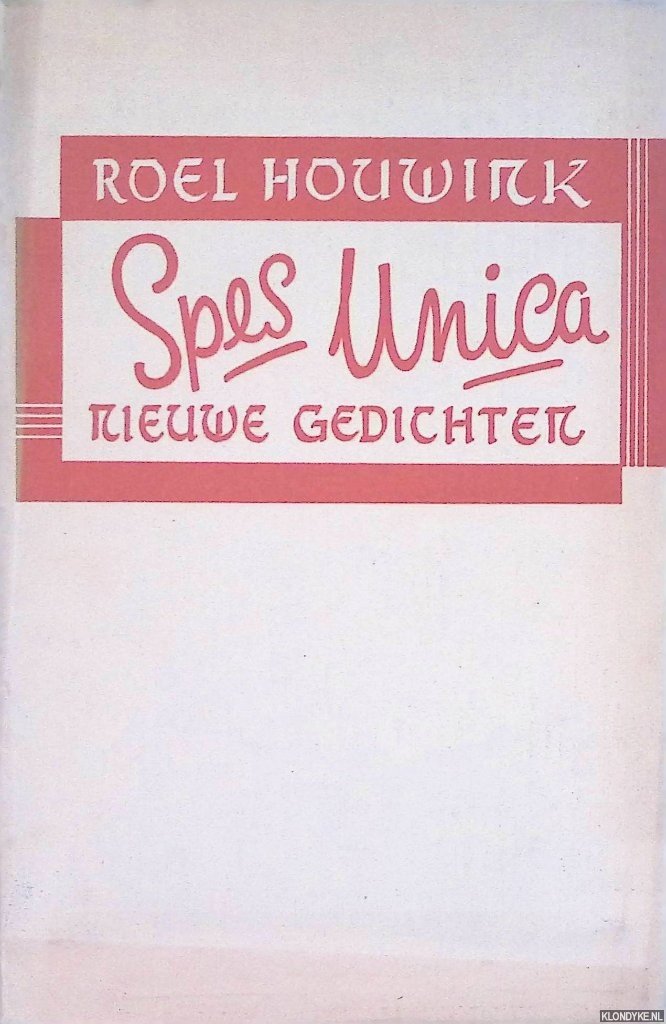 ROEL HOUWINK
Spes Unica
NIEUWE GEDICHTEN
KLONDYKE.NL